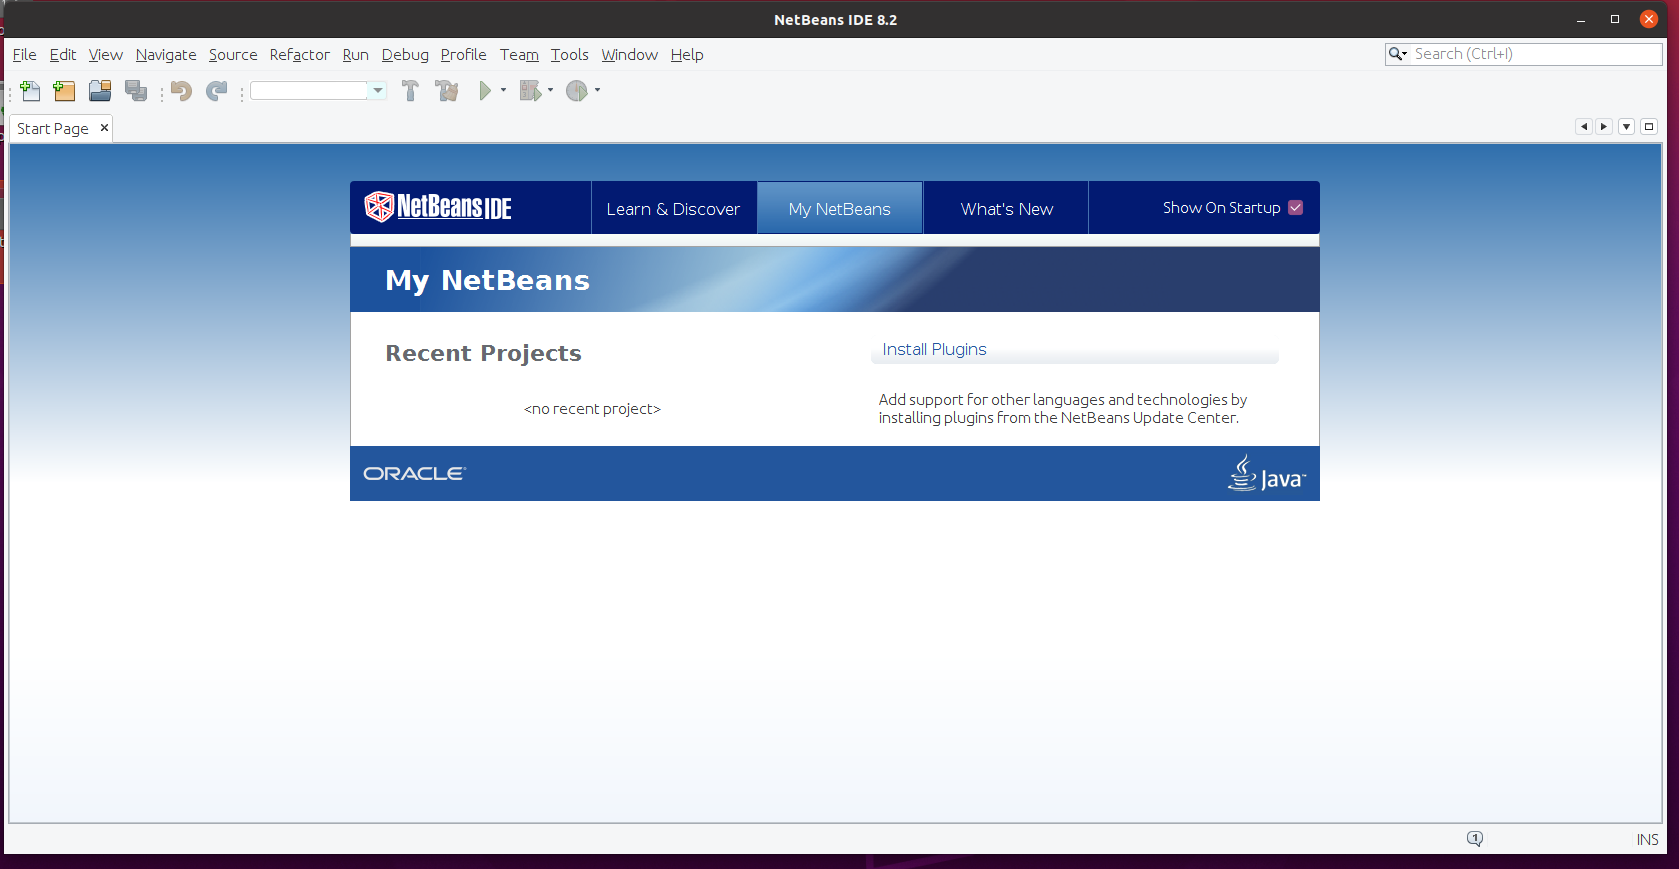 NetBeans IDE 8.2
File Edit View Navigate Source Refactor Run Debug Profile Team Tools Window Help
Search (Ctrl+I)
Start Page
NetBeans IDE
Learn & Discover
My NetBeans
What's New
Show On Startup
My NetBeans
Recent Projects
<no recent project>
Install Plugins
Add support for other languages and technologies by
installing plugins from the NetBeans Update Center.
ORACLE
Java™
1
INS